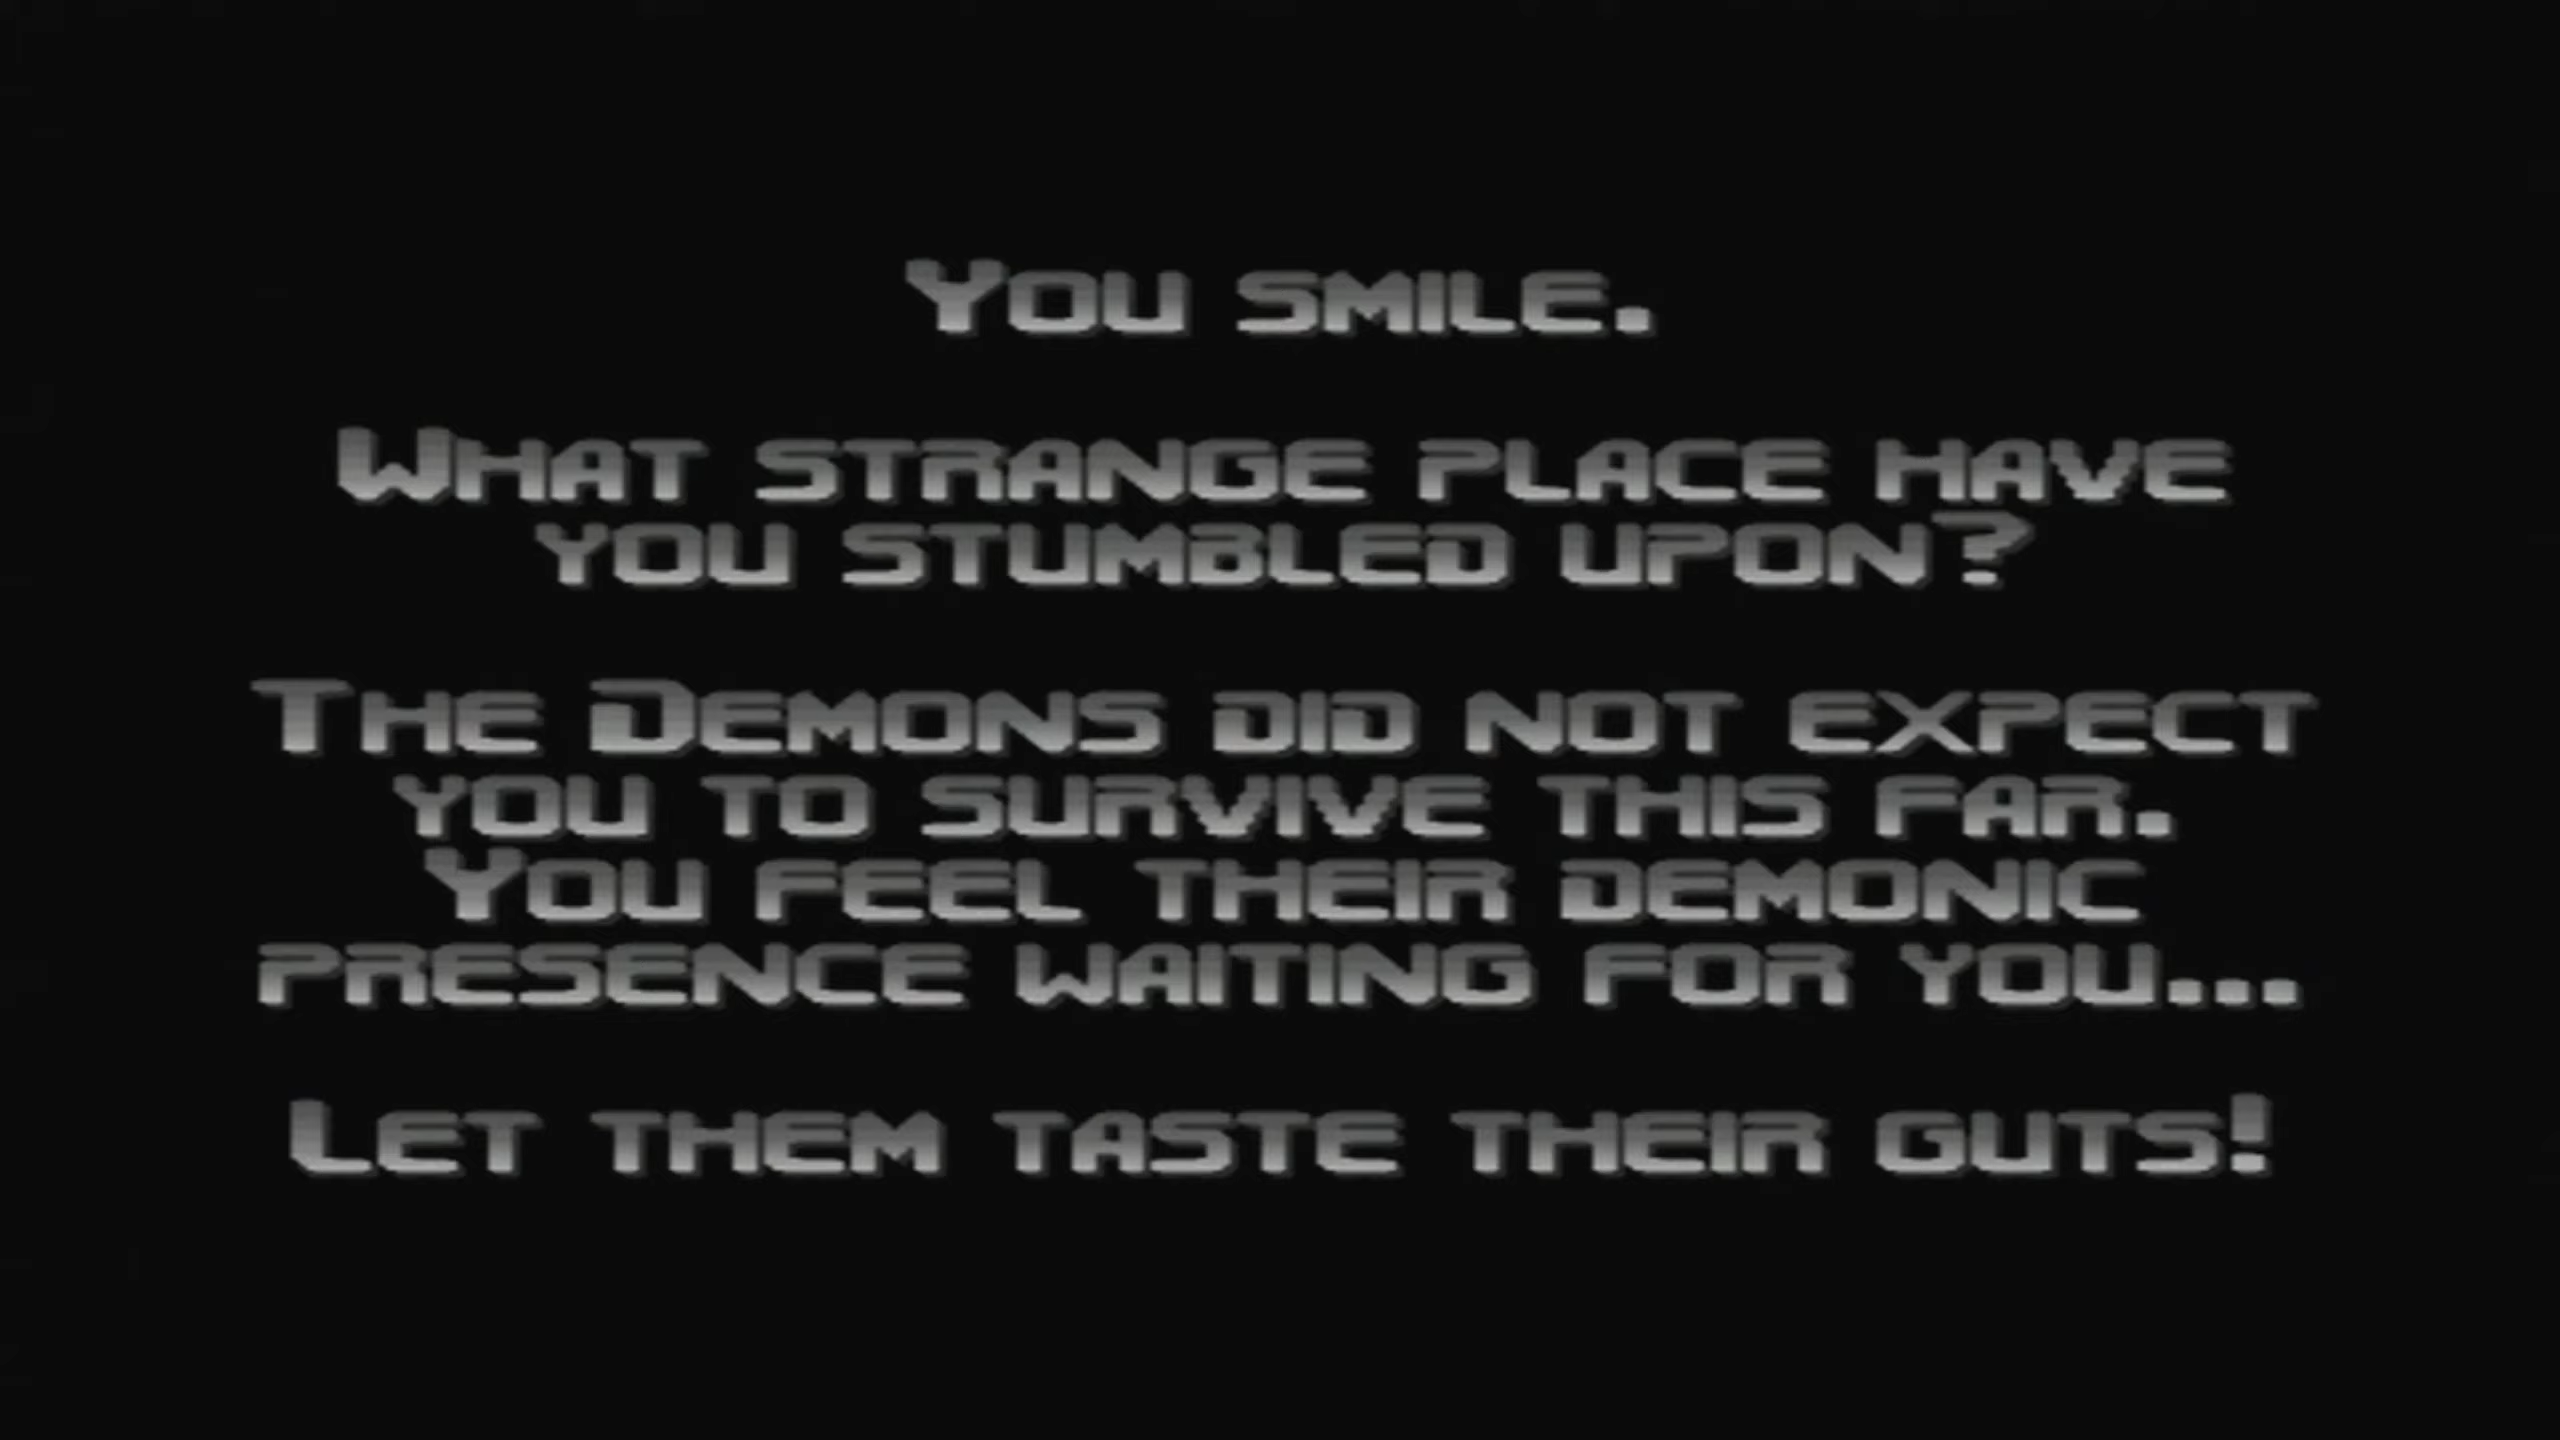 You smile.
What strange place have
you stumbled upon?
The Demons did not expect
you to survive this far.
You feel their demonic
presence waiting for you...
Let them taste their guts!